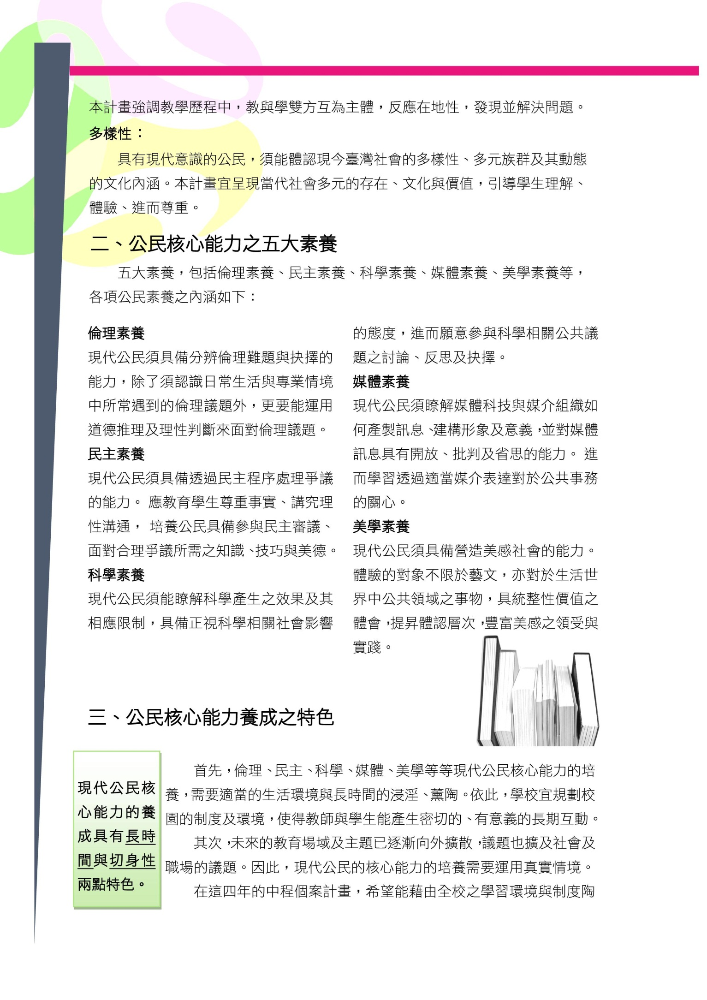 本計畫強調教學歷程中，教與學雙方互為主體，反應在地性，發現並解決問題。
多樣性：
具有現代意識的公民，須能體認現今臺灣社會的多樣性、多元族群及其動態
的文化內涵。本計畫宜呈現當代社會多元的存在、文化與價值，引導學生理解、
體驗、進而尊重。
二、公民核心能力之五大素養
五大素養，包括倫理素養、民主素養、科學素養、媒體素養、美學素養等，
各項公民素養之內涵如下：
倫理素養
現代公民須具備分辨倫理難題與抉擇的
能力，除了須認識日常生活與專業情境
中所常遇到的倫理議題外，更要能運用
道德推理及理性判斷來面對倫理議題。
民主素養
現代公民須具備透過民主程序處理爭議
的能力。 應教育學生尊重事實、講究理
性溝通， 培養公民具備參與民主審議、
面對合理爭議所需之知識、技巧與美德。
科學素養
現代公民須能瞭解科學產生之效果及其
相應限制，具備正視科學相關社會影響
的態度，進而願意參與科學相關公共議
題之討論、反思及抉擇。
媒體素養
現代公民須瞭解媒體科技與媒介組織如
何產製訊息、建構形象及意義，並對媒體
訊息具有開放、批判及省思的能力。 進
而學習透過適當媒介表達對於公共事務
的關心。
美學素養
現代公民須具備營造美感社會的能力。
體驗的對象不限於藝文，亦對於生活世
界中公共領域之事物，具統整性價值之
體會，提昇體認層次，豐富美感之領受與
實踐。
三、公民核心能力養成之特色
現代公民核
心能力的養
成具有長時
間與切身性
兩點特色。
首先，倫理、民主、科學、媒體、美學等等現代公民核心能力的培
養，需要適當的生活環境與長時間的浸淫、薰陶。依此，學校宜規劃校
園的制度及環境，使得教師與學生能產生密切的、有意義的長期互動。
其次，未來的教育場域及主題已逐漸向外擴散，議題也擴及社會及
職場的議題。因此，現代公民的核心能力的培養需要運用真實情境。
在這四年的中程個案計畫，希望能藉由全校之學習環境與制度陶